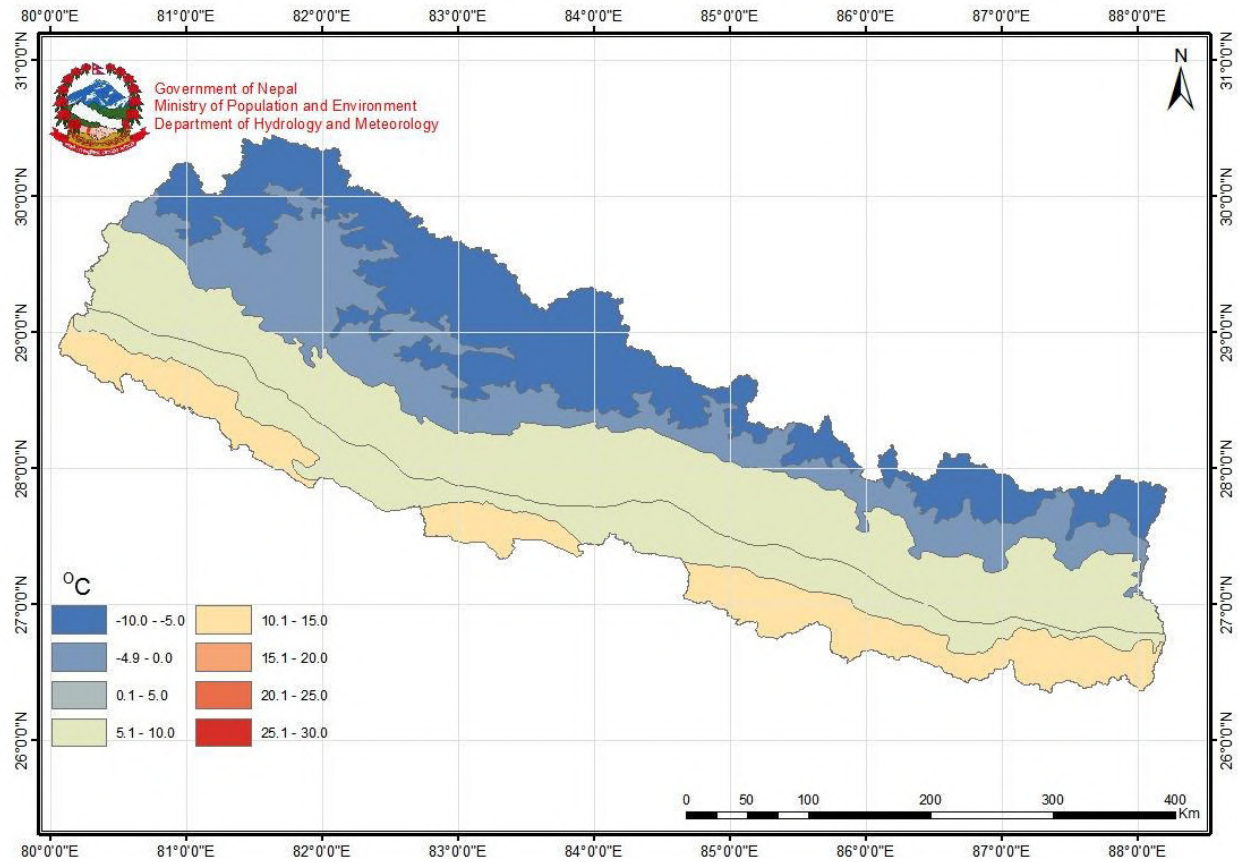 80°0'0"E 81°0'0"E 82°0'0"E 83°0'0"E 84°0'0"E 85°0'0"E 86°0'0"E 87°0'0"E 88°0'0"E
31°0'0"N 31°0'0"N
N
Government of Nepal
Ministry of Population and Environment
Department of Hydrology and Meteorology
30°0'0"N 30°0'0"N
29°0'0"N 29°0'0"N
28°0'0"N 28°0'0"N
27°0'0"N 27°0'0"N
26°0'0"N 26°0'0"N
°C
-10.0 - -5.0 10.1 - 15.0
-4.9 - 0.0 15.1 - 20.0
0.1 - 5.0 20.1 - 25.0
5.1 - 10.0 25.1 - 30.0
0 50 100 200 300 400
Km
80°0'0"E 81°0'0"E 82°0'0"E 83°0'0"E 84°0'0"E 85°0'0"E 86°0'0"E 87°0'0"E 88°0'0"E